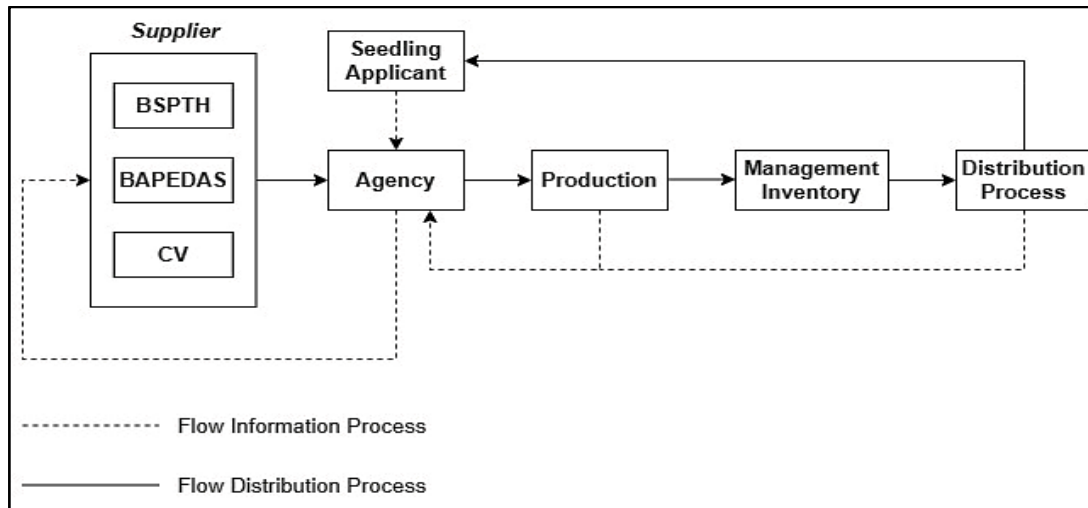 Supplier
BSPTH
BAPEDAS
CV
Seedling
Applicant
Agency
Production
Management
Inventory
Distribution
Process
Flow Information Process
Flow Distribution Process